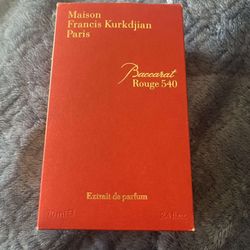 Maison
Francis Kurkdjian
Paris
Baccarat
Rouge 540
Extrait de parfum
70 ml ℮ 2.4 fl.oz.